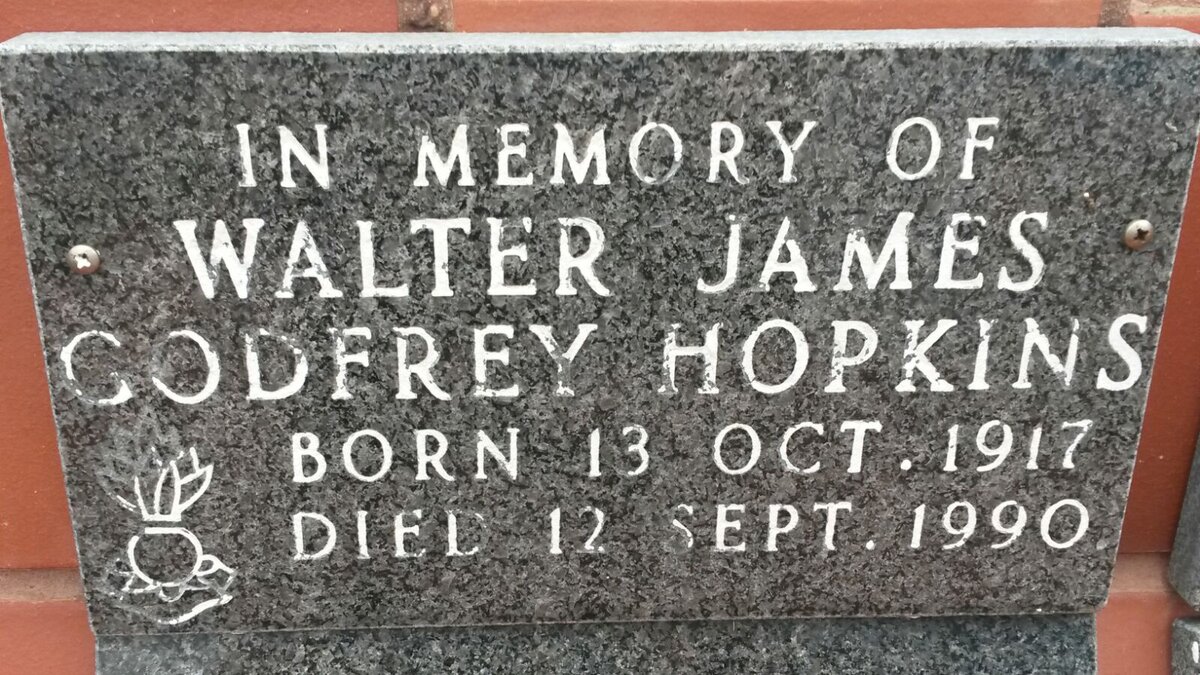 IN MEMORY OF
WALTER JAMES
GODFREY HOPKINS
BORN 13 OCT. 1917
DIED 12 SEPT. 1990